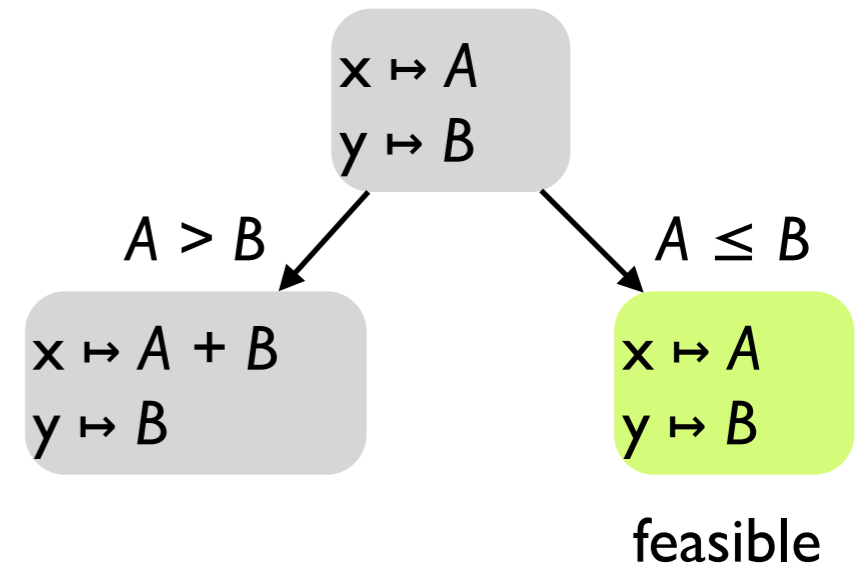 x ↦ A
y ↦ B
A > B
A ≤ B
x ↦ A + B
y ↦ B
x ↦ A
y ↦ B
feasible